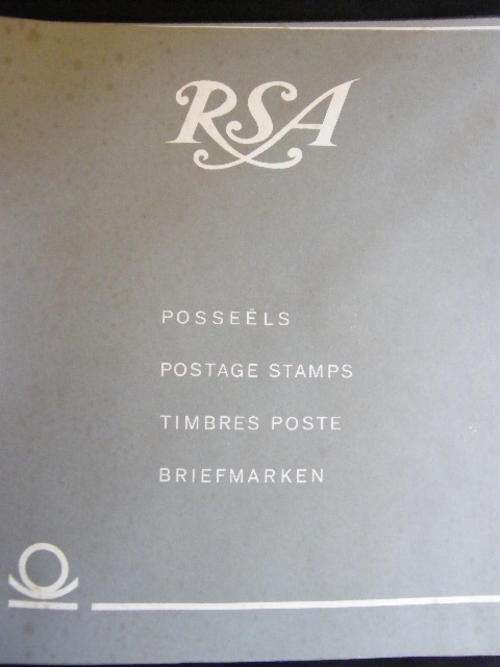 RSA
POSSEËLS
POSTAGE STAMPS
TIMBRES POSTE
BRIEFMARKEN